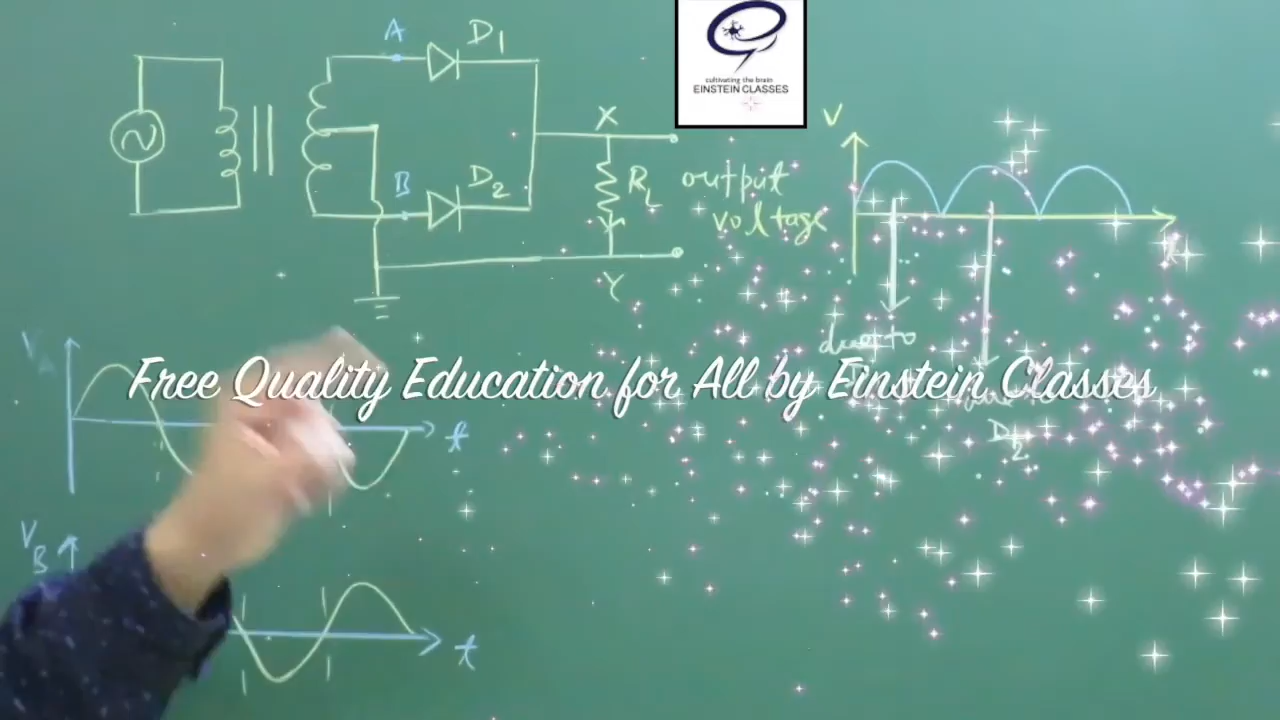 cultivating the brain
EINSTEIN CLASSES
A
D1
B
D2
X
RL
Y
output
voltage
V
t
due to
D2
Free Quality Education for All by Einstein Classes
VA
t
VB
t